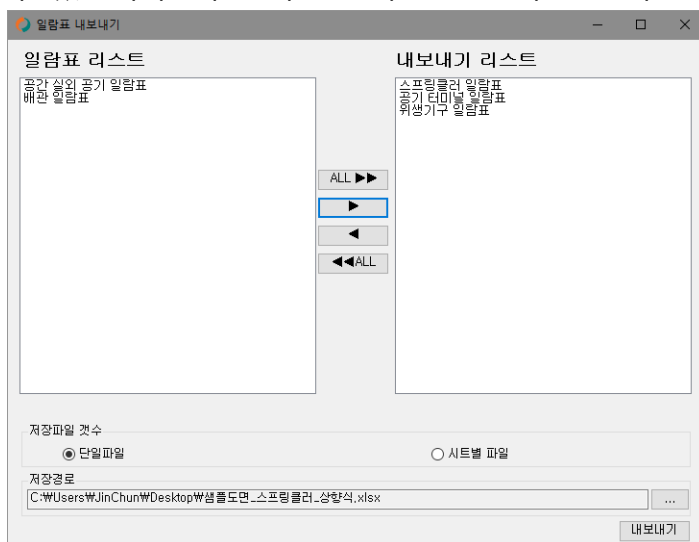 일람표 내보내기
일람표 리스트
내보내기 리스트
공간 실외 공기 일람표
배관 일람표
스프링클러 일람표
공기 터미널 일람표
위생기구 일람표
ALL ▶▶
▶
◀
◀◀ALL
저장파일 갯수
단일파일
시트별 파일
저장경로
C:₩Users₩JinChun₩Desktop₩샘플도면_스프링클러_상향식.xlsx
...
내보내기